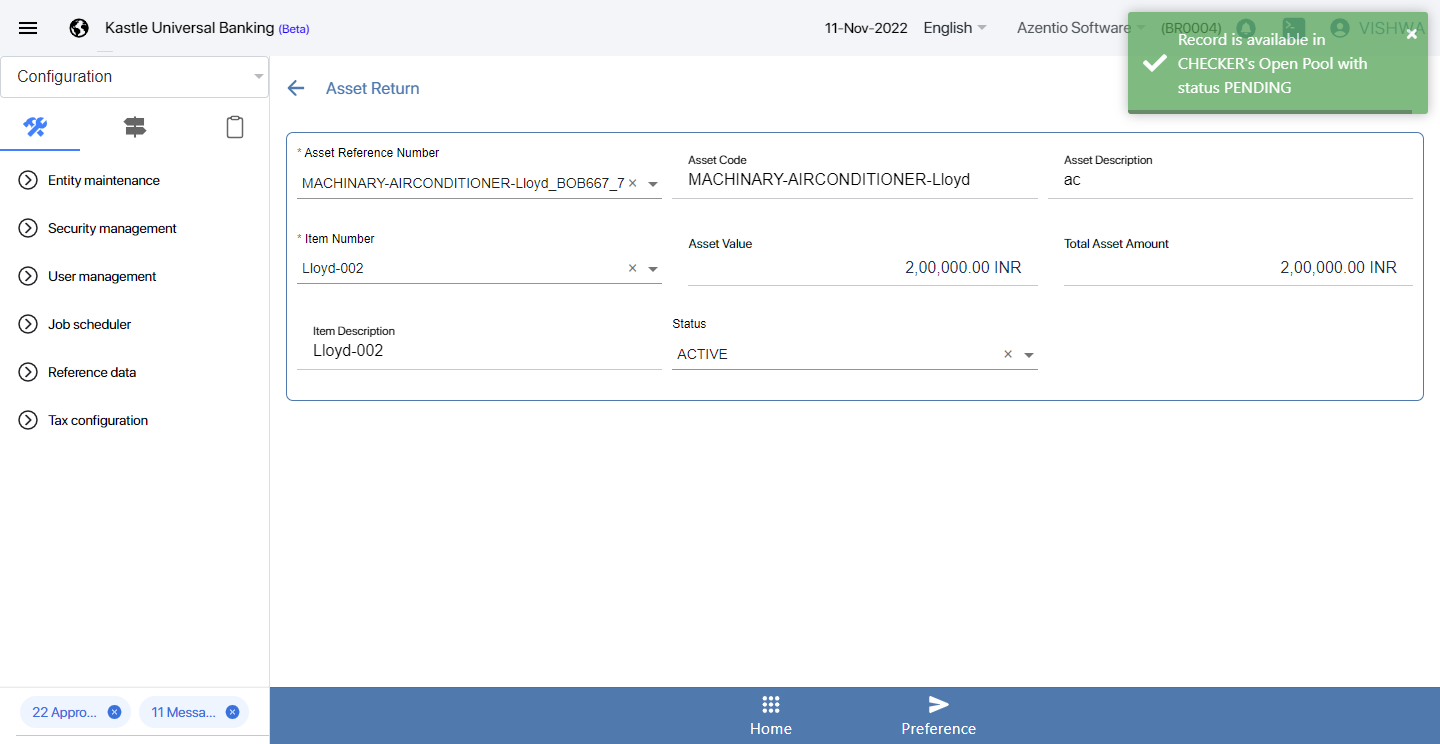 Kastle Universal Banking (Beta)
11-Nov-2022
English
Azentio Software
(BR0004)
VISHWA
Record is available in
CHECKER's Open Pool with
status PENDING
Configuration
Asset Return
Entity maintenance
Security management
User management
Job scheduler
Reference data
Tax configuration
* Asset Reference Number
MACHINARY-AIRCONDITIONER-Lloyd_BOB667_7
Asset Code
MACHINARY-AIRCONDITIONER-Lloyd
Asset Description
ac
* Item Number
Lloyd-002
Asset Value
2,00,000.00 INR
Total Asset Amount
2,00,000.00 INR
Item Description
Lloyd-002
Status
ACTIVE
22 Appro...
11 Messa...
Home
Preference